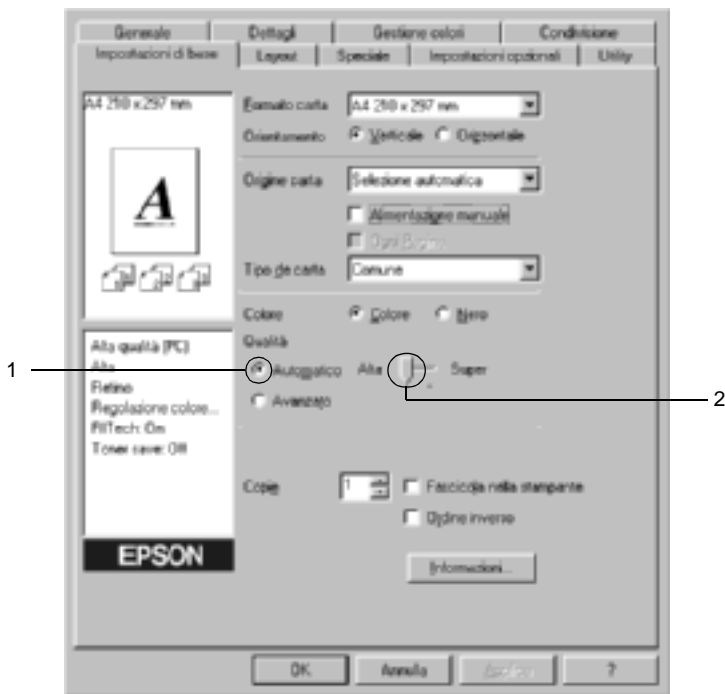 Generale Dettagli Gestione colori Condivisione
Impostazioni di base Layout Speciale Impostazioni opzionali Utility
A4 210 x 297 mm
Formato carta A4 210 x 297 mm
Orientamento Verticale Orizzontale
Origine carta Selezione automatica
Alimentazione manuale
A
Tipo de carta Comune
Colore Colore Nero
Qualità
1
Automatico Alta Super
2
Avanzato
Alta qualità (PC)
Alta
Retino
Regolazione colore...
RITech: On
Toner save: Off
Copie 1 Fascicola nella stampante
Ordine inverso
EPSON
Informazioni...
OK Annulla ?